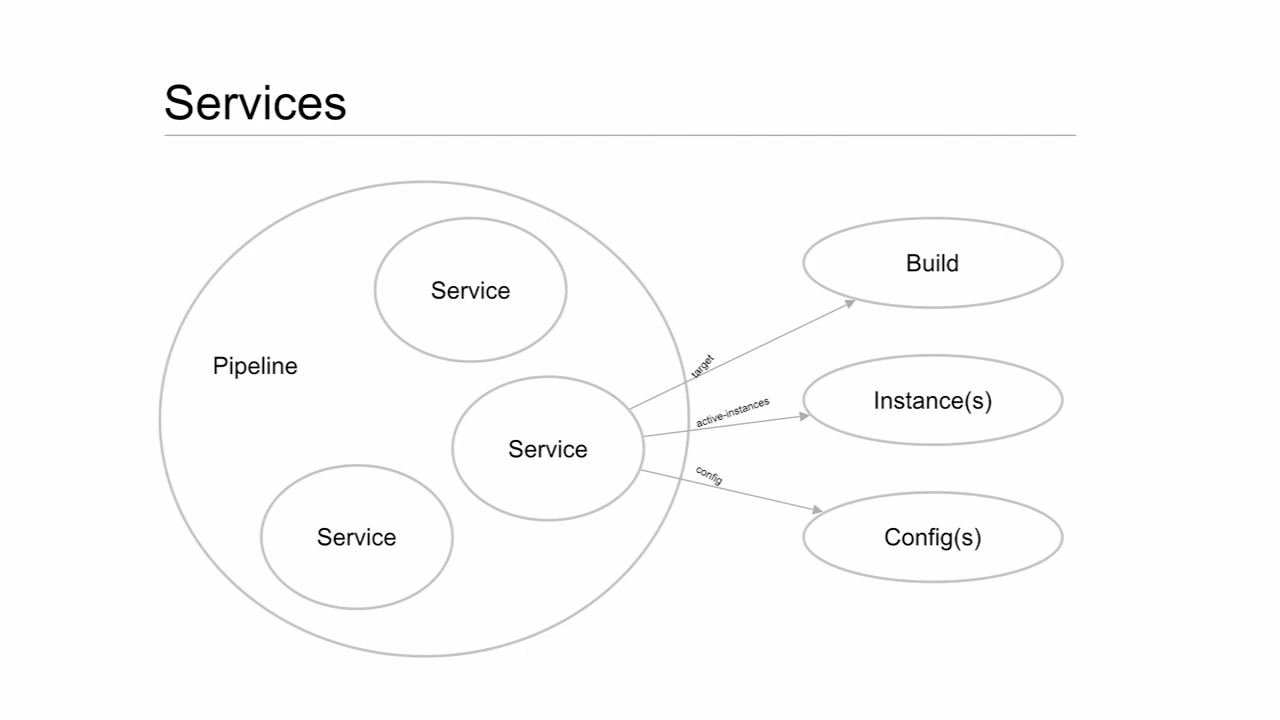 Services
Service
Pipeline
Service
Service
target
active-instances
config
Build
Instance(s)
Config(s)